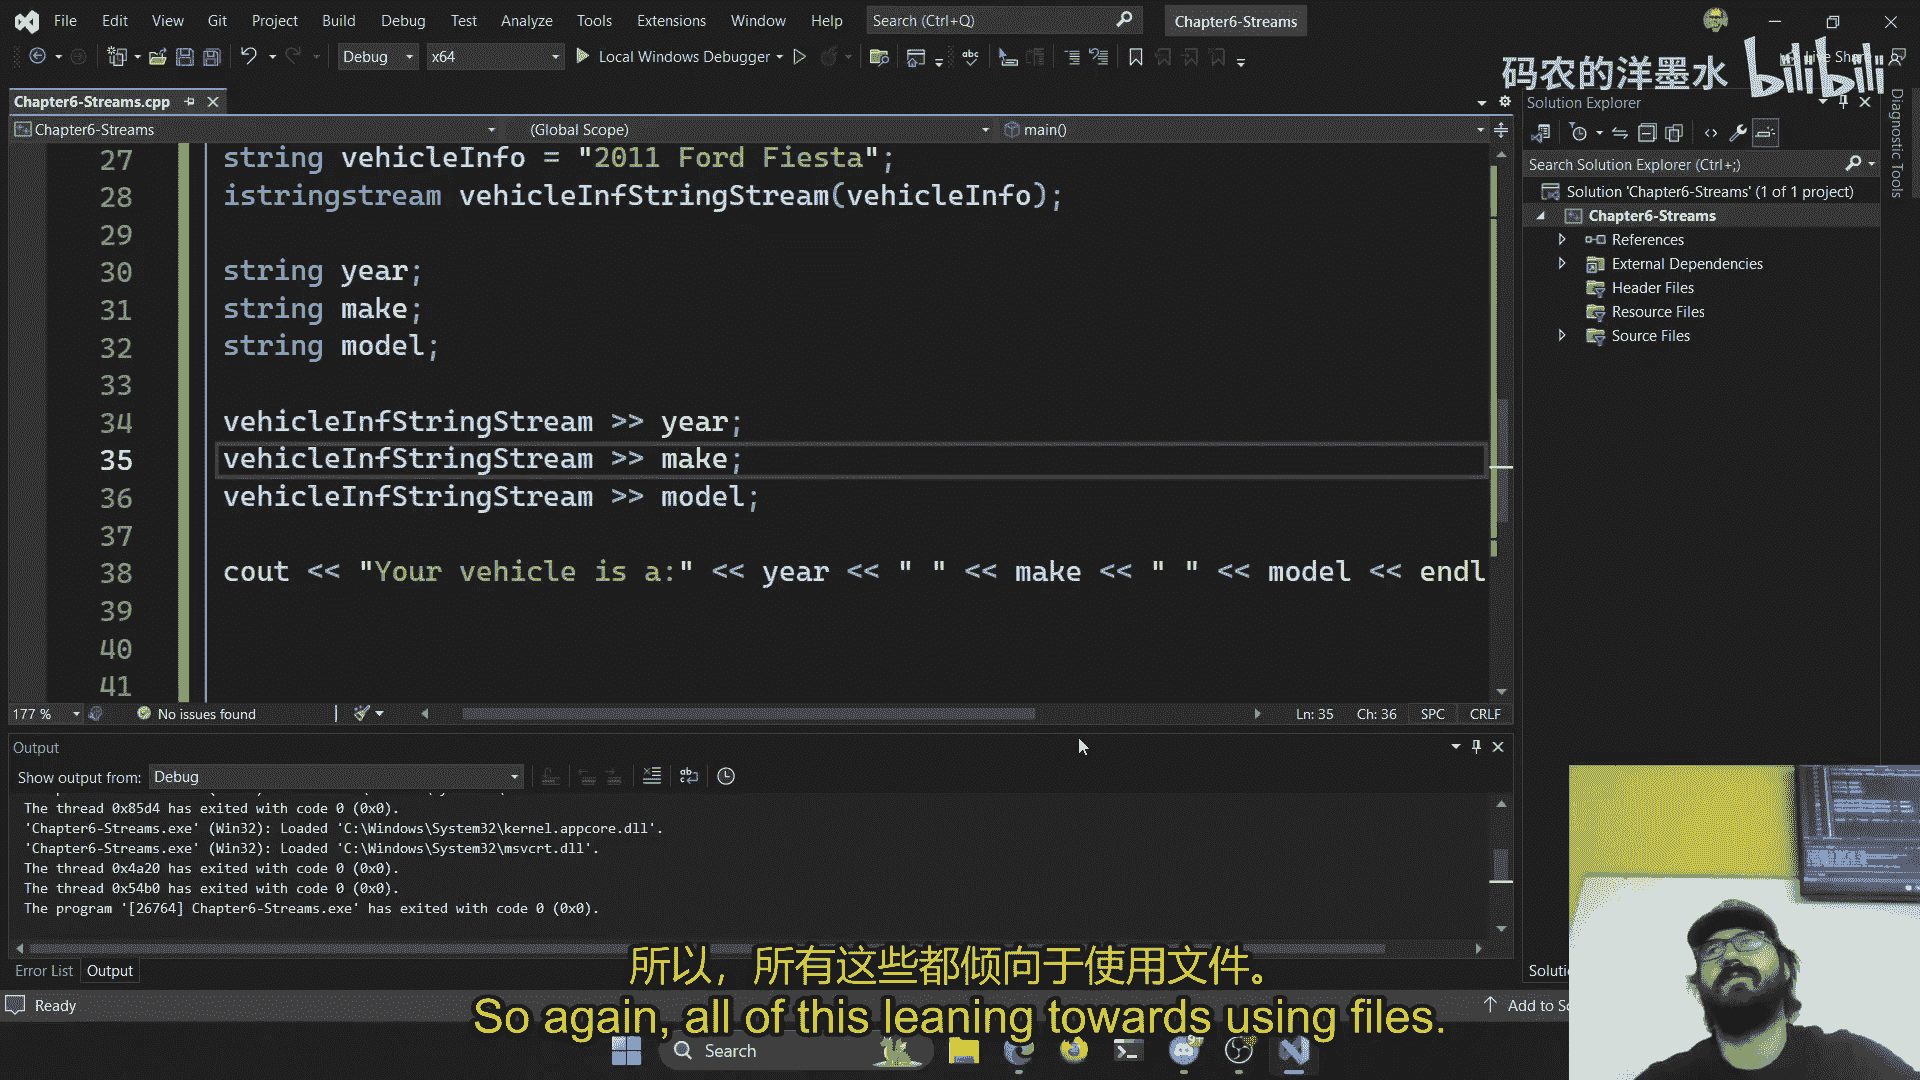 File Edit View Git Project Build Debug Test Analyze Tools Extensions Window Help Search (Ctrl+Q) Chapter6-Streams
Debug x64 Local Windows Debugger
码农的洋墨水 bilibili
Chapter6-Streams.cpp
Chapter6-Streams (Global Scope) main()
27 string vehicleInfo = "2011 Ford Fiesta";
28 istringstream vehicleInfStringStream(vehicleInfo);
29
30 string year;
31 string make;
32 string model;
33
34 vehicleInfStringStream >> year;
35 vehicleInfStringStream >> make;
36 vehicleInfStringStream >> model;
37
38 cout << "Your vehicle is a:" << year << " " << make << " " << model << endl
39
40
41
177 % No issues found Ln: 35 Ch: 36 SPC CRLF
Solution Explorer
Search Solution Explorer (Ctrl+;)
Solution 'Chapter6-Streams' (1 of 1 project)
Chapter6-Streams
References
External Dependencies
Header Files
Resource Files
Source Files
Diagnostic Tools
Output
Show output from: Debug
The thread 0x85d4 has exited with code 0 (0x0).
'Chapter6-Streams.exe' (Win32): Loaded 'C:\Windows\System32\kernel.appcore.dll'.
'Chapter6-Streams.exe' (Win32): Loaded 'C:\Windows\System32\msvcrt.dll'.
The thread 0x4a20 has exited with code 0 (0x0).
The thread 0x54b0 has exited with code 0 (0x0).
The program '[26764] Chapter6-Streams.exe' has exited with code 0 (0x0).
Error List Output
Ready
所以，所有这些都倾向于使用文件。
So again, all of this leaning towards using files.
Search